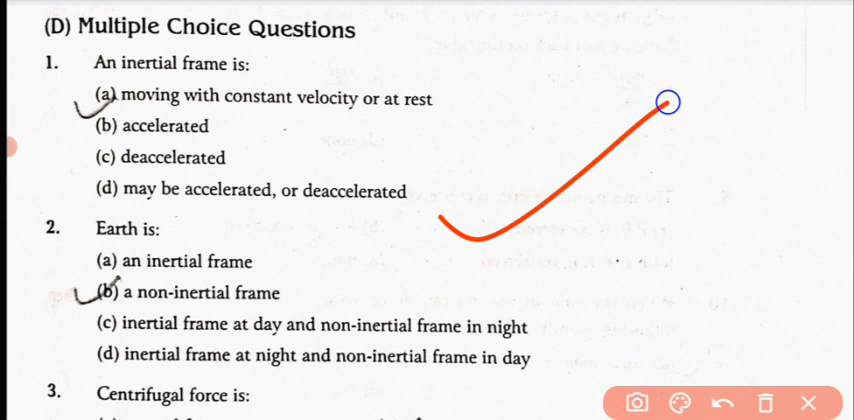 (D) Multiple Choice Questions
1. An inertial frame is:
(a) moving with constant velocity or at rest
(b) accelerated
(c) deaccelerated
(d) may be accelerated, or deaccelerated
2. Earth is:
(a) an inertial frame
(b) a non-inertial frame
(c) inertial frame at day and non-inertial frame in night
(d) inertial frame at night and non-inertial frame in day
3. Centrifugal force is: